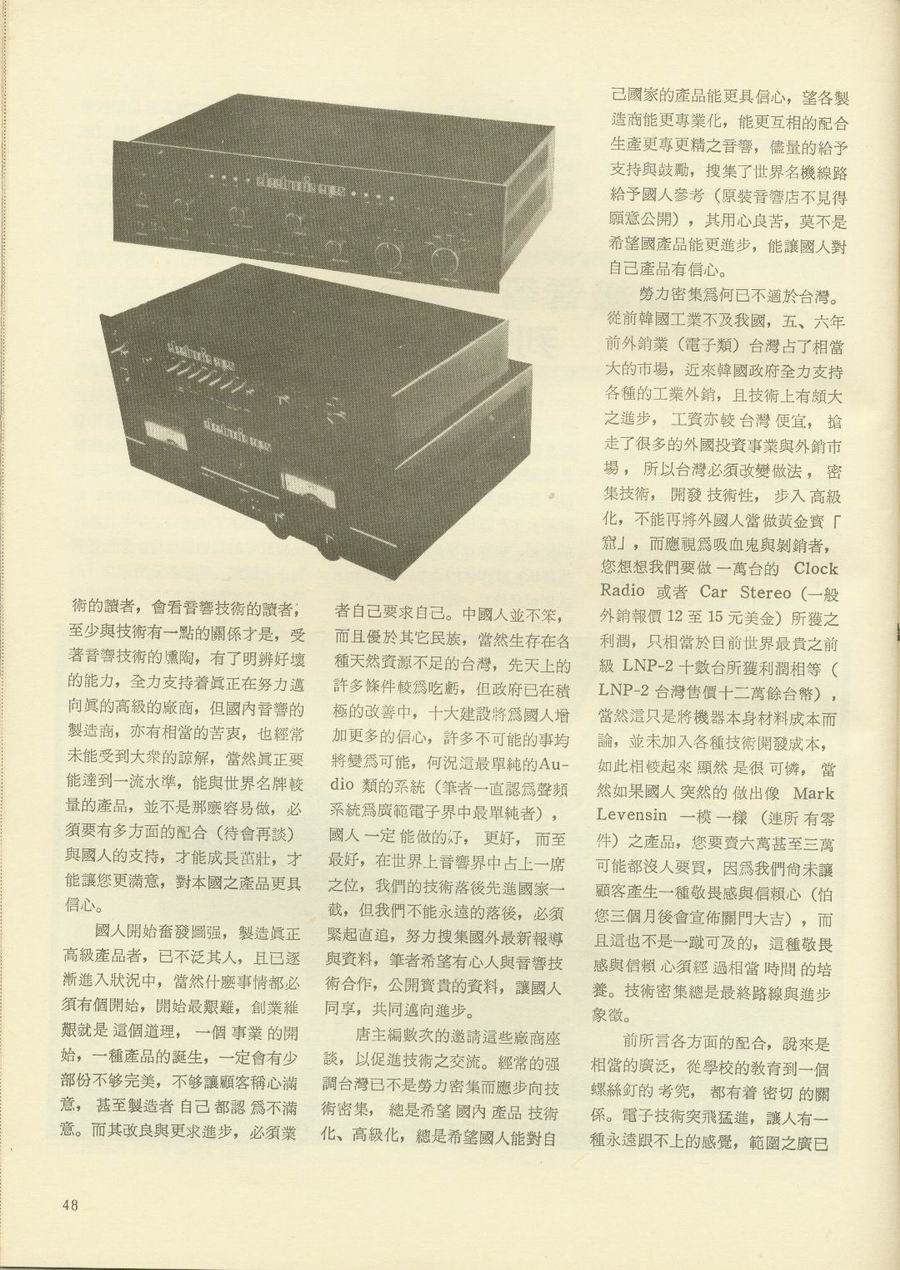 術的讀者，會看音響技術的讀者，
至少與技術有一點的關係才是，受
著音響技術的熏陶，有了明辨好壞
的能力，全力支持着眞正在努力邁
向眞的高級的廠商，但國內音響的
製造商，亦有相當的苦衷，也經常
未能受到大衆的諒解，當然眞正要
能達到一流水準，能與世界名牌較
量的產品，並不是那麼容易做，必
須要有多方面的配合（待會再談）
與國人的支持，才能成長茁壯，才
能讓您更滿意，對本國之產品更具
信心。
國人開始奮發圖强，製造眞正
高級產品者，已不泛其人，且已逐
漸進入狀況中，當然什麼事情都必
須有個開始，開始最艱難，創業維
艱就是這個道理，一個事業的開
始，一種產品的誕生，一定會有少
部份不够完美，不够讓顧客稱心滿
意，甚至製造者自己都認爲不滿
意。而其改良與更求進步，必須業
者自己要求自己。中國人並不笨，
而且優於其它民族，當然生存在名
種天然資源不足的台灣，先天上的
許多條件較爲吃虧，但政府已在積
極的改善中，十大建設將爲國人增
加更多的信心，許多不可能的事均
將變爲可能，何況這最單純的Au-
dio 類的系統（筆者一直認爲聲頻
系統爲廣範電子界中最單純者），
國人一定能做的好，更好，而至
最好，在世界上音響界中占上一席
之位，我們的技術落後先進國家一
截，但我們不能永遠的落後，必須
緊起直追，努力搜集國外最新報導
與資料，筆者希望有心人與音響技
術合作，公開寳貴的資料，讓國人
同享，共同邁向進步。
唐主編數次的邀請這些廠商座
談，以促進技術之交流。經常的强
調台灣已不是勞力密集而應步向技
術密集，總是希望國內產品技術
化、高級化，總是希望國人能對自
己國家的產品能更具信心，望各製
造商能更專業化，能更互相的配合
生產更專更精之音響，儘量的給予
支持與鼓勵，搜集了世界名機線路
給予國人參考（原裝音響店不見得
願意公開），其用心良苦，莫不是
希望國產品能更進步，能讓國人對
自己產品有信心。
勞力密集爲何已不適於台灣。
從前韓國工業不及我國，五、六年
前外銷業（電子類）台灣占了相當
大的市場，近來韓國政府全力支持
各種的工業外銷，且技術上有頗大
之進步，工資亦較台灣便宜，搶
走了很多的外國投資事業與外銷市
場，所以台灣必須改變做法，密
集技術，開發技術性，步入高級
化，不能再將外國人當做黃金寳「
窟」，而應視爲吸血鬼與剝銷者，
您想想我們要做一萬台的 Clock
Radio 或者 Car Stereo（一般
外銷報價 12 至 15 元美金）所獲之
利潤，只相當於目前世界最貴之前
級 LNP-2 十數台所獲利潤相等（
LNP-2 台灣售價十二萬餘台幣），
當然這只是將機器本身材料成本而
論，並未加入各種技術開發成本，
如此相較起來顯然是很可憐，當
然如果國人突然的做出像 Mark
Levensin 一模一樣（連所有零
件）之產品，您要賣六萬甚至三萬
可能都沒人要買，因爲我們尙未讓
顧客產生一種敬畏感與信賴心（怕
您三個月後會宣佈關門大吉），而
且這也不是一蹴可及的，這種敬畏
感與信賴心須經過相當時間的培
養。技術密集總是最終路線與進步
象徵。
前所言各方面的配合，說來是
相當的廣泛，從學校的敎育到一個
螺絲釘的考究，都有着密切的關
係。電子技術突飛猛進，讓人有一
種永遠跟不上的感覺，範圍之廣已
48